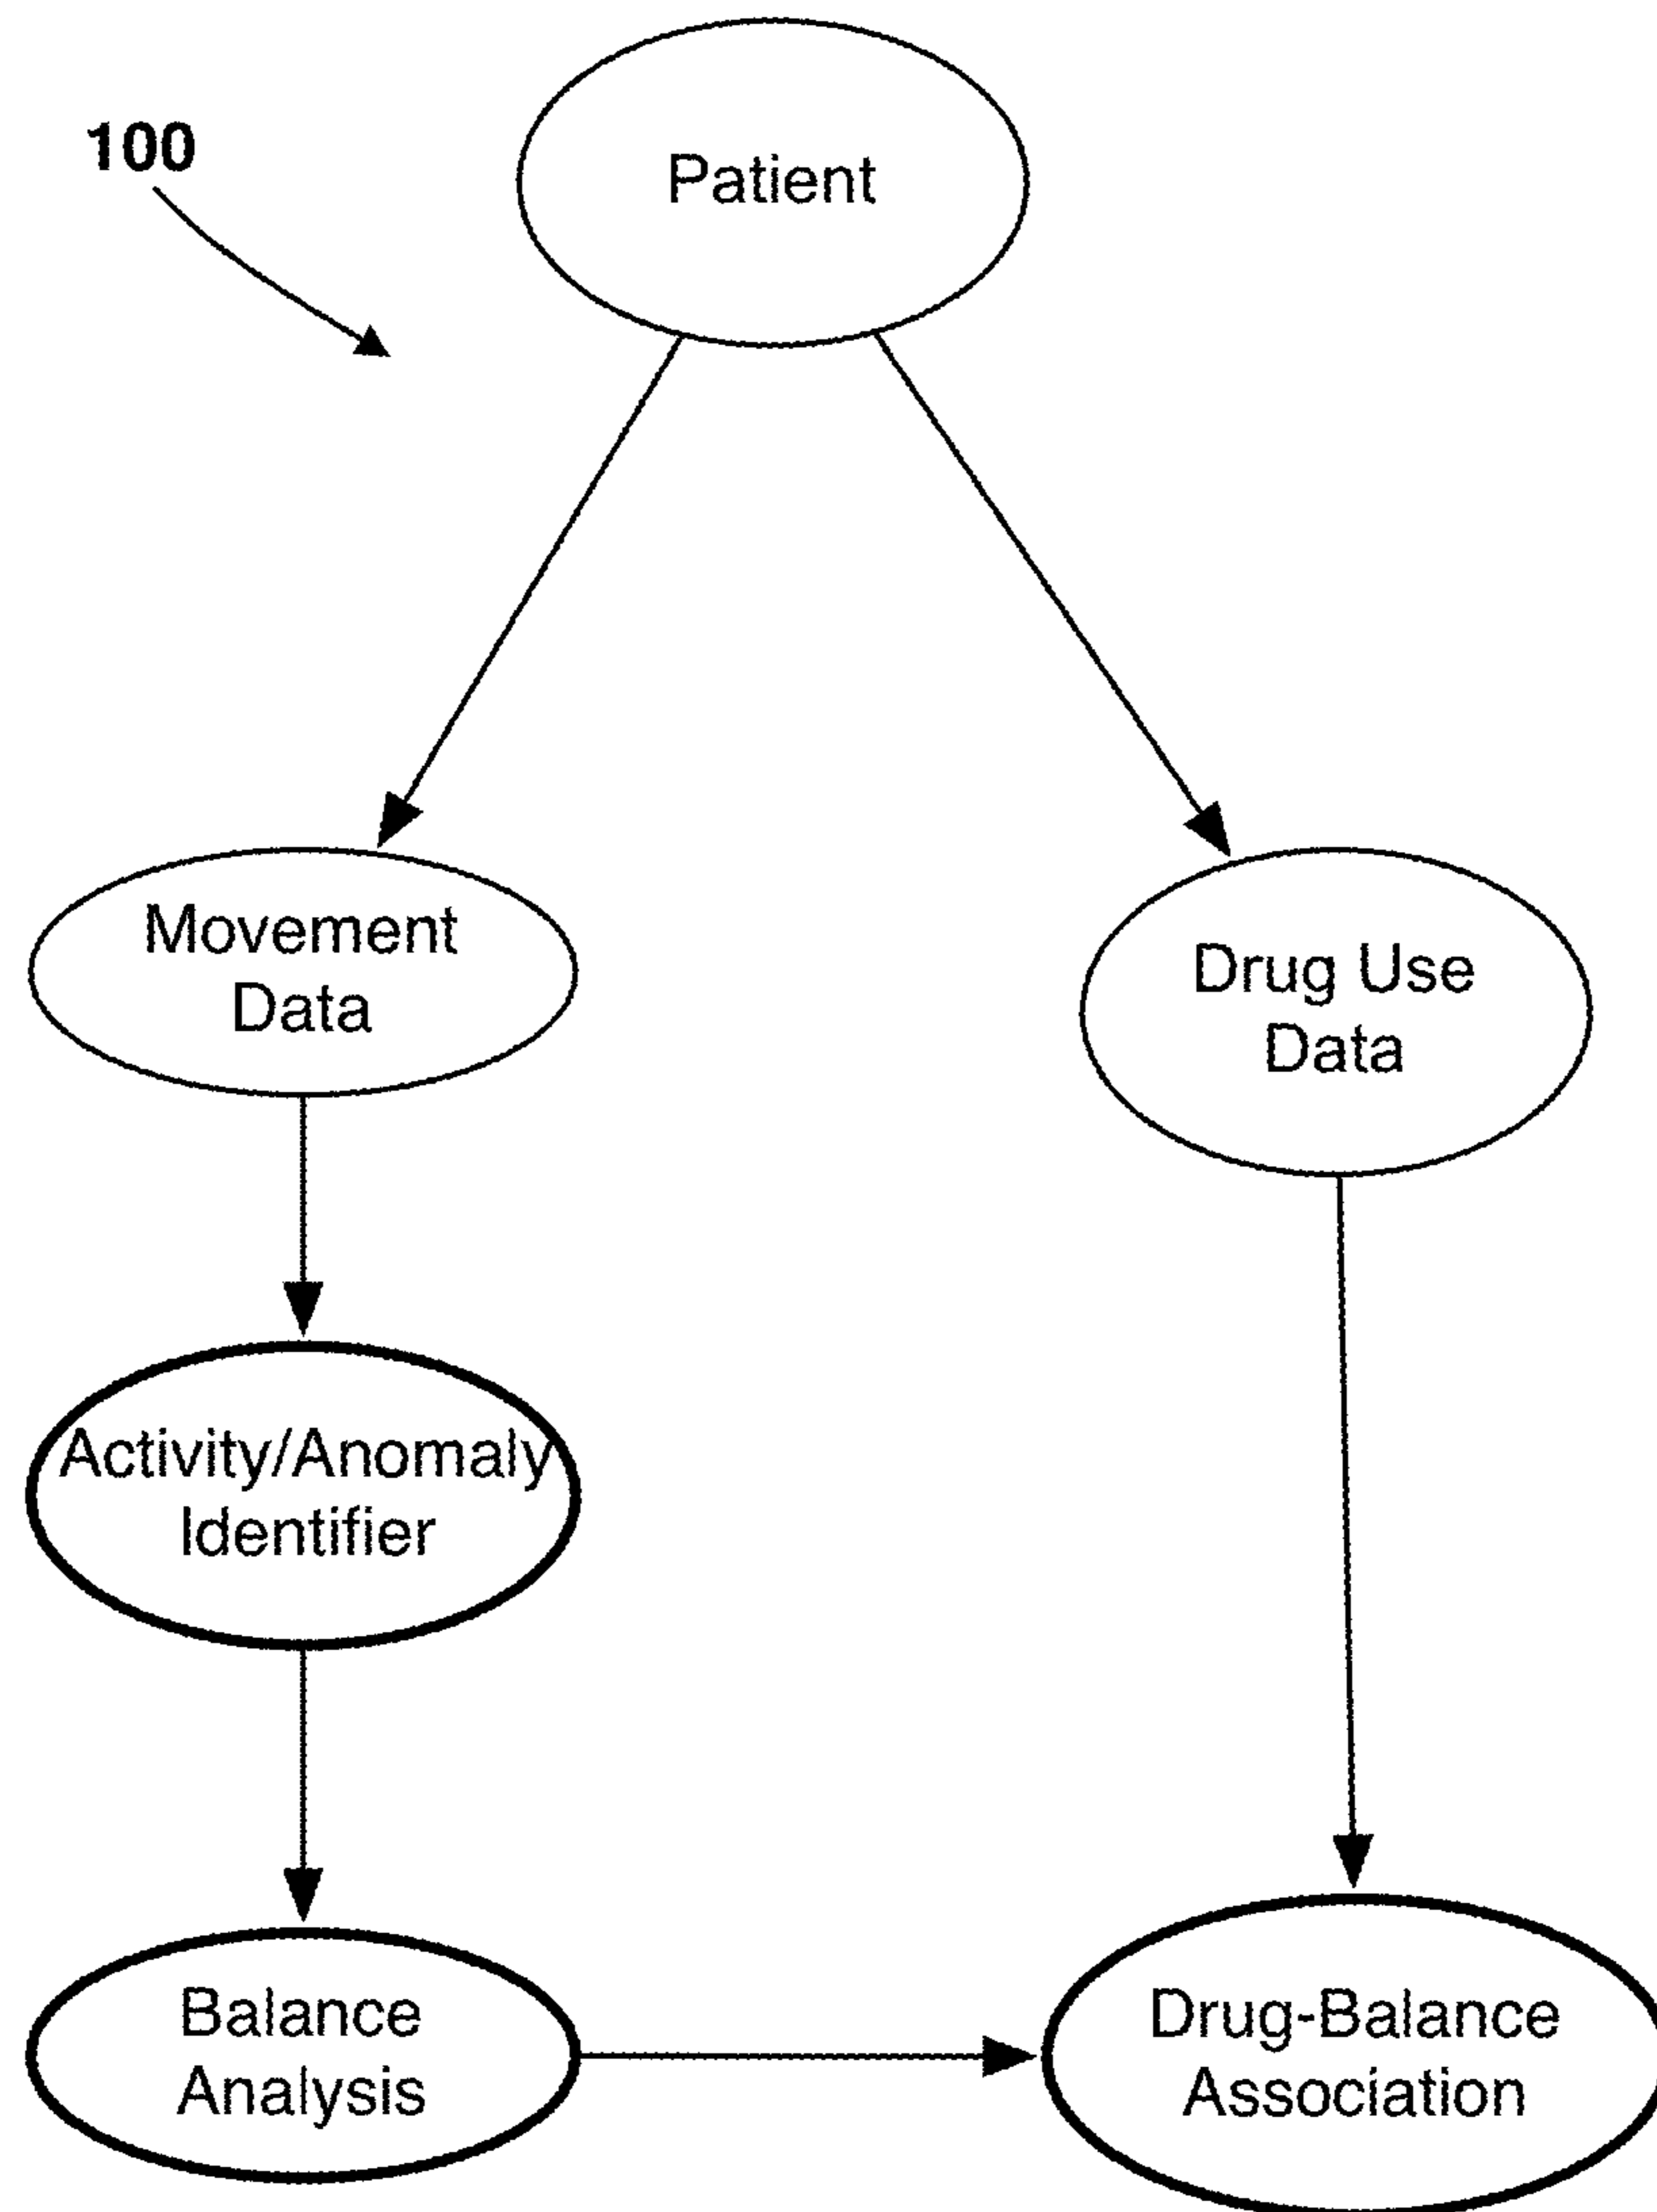 100
Patient
Movement
Data
Drug Use
Data
Activity/Anomaly
Identifier
Balance
Analysis
Drug-Balance
Association